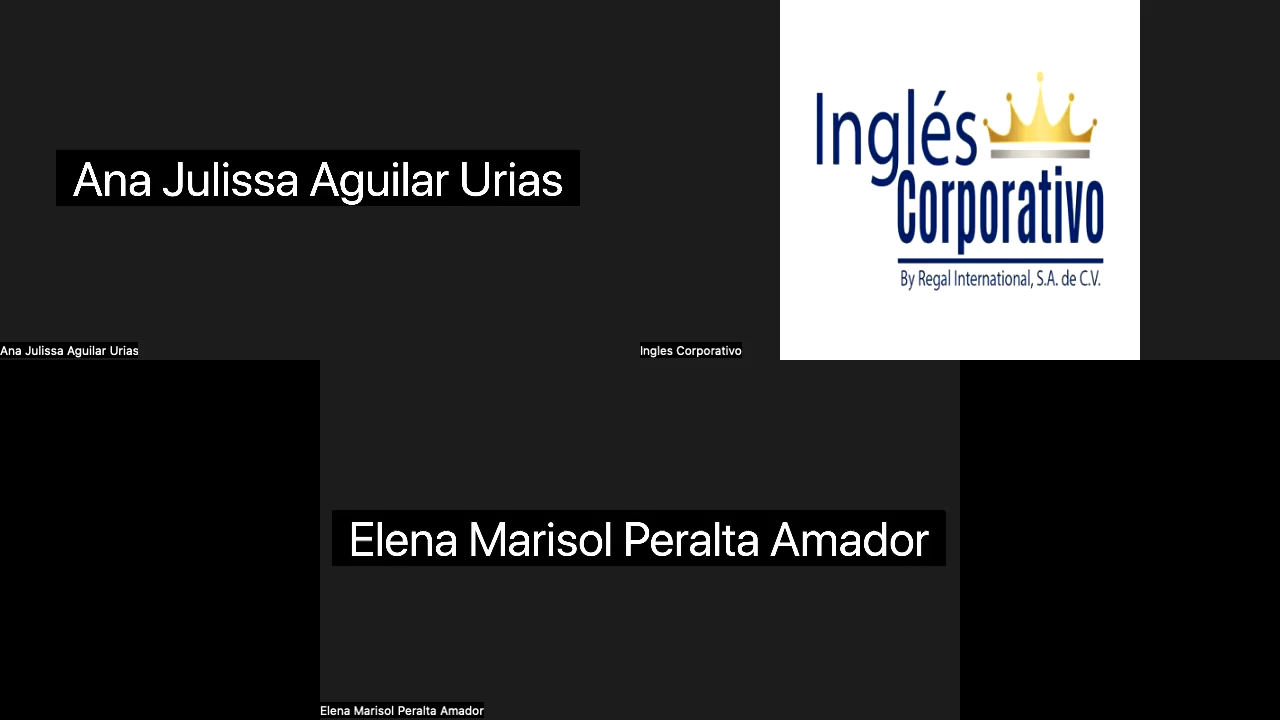 Ana Julissa Aguilar Urias
Ana Julissa Aguilar Urias
Inglés
Corporativo
By Regal International, S.A. de C.V.
Ingles Corporativo
Elena Marisol Peralta Amador
Elena Marisol Peralta Amador